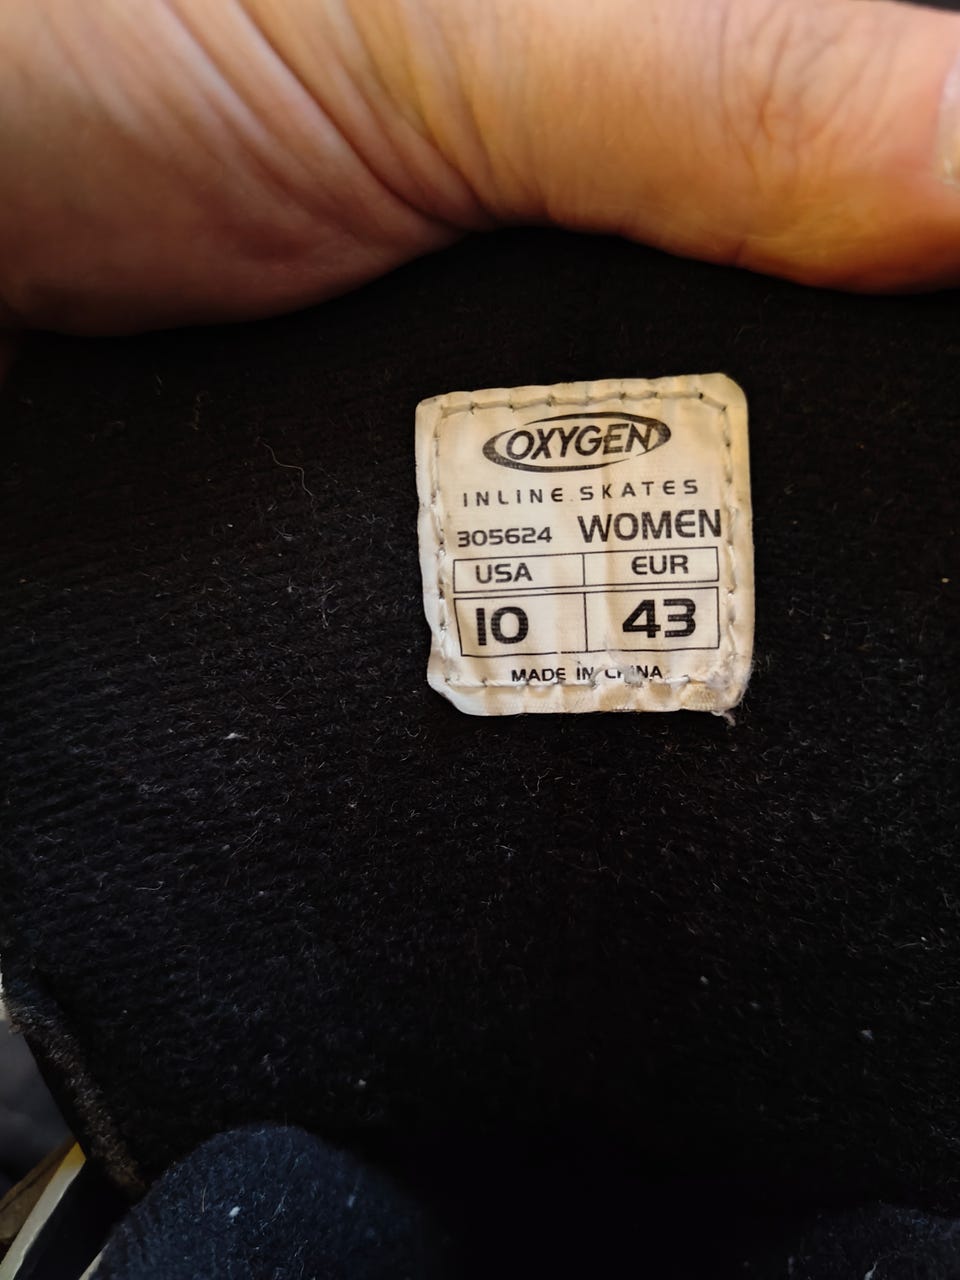 OXYGEN
INLINE SKATES
305624 WOMEN
USA EUR
10 43
MADE IN CHINA